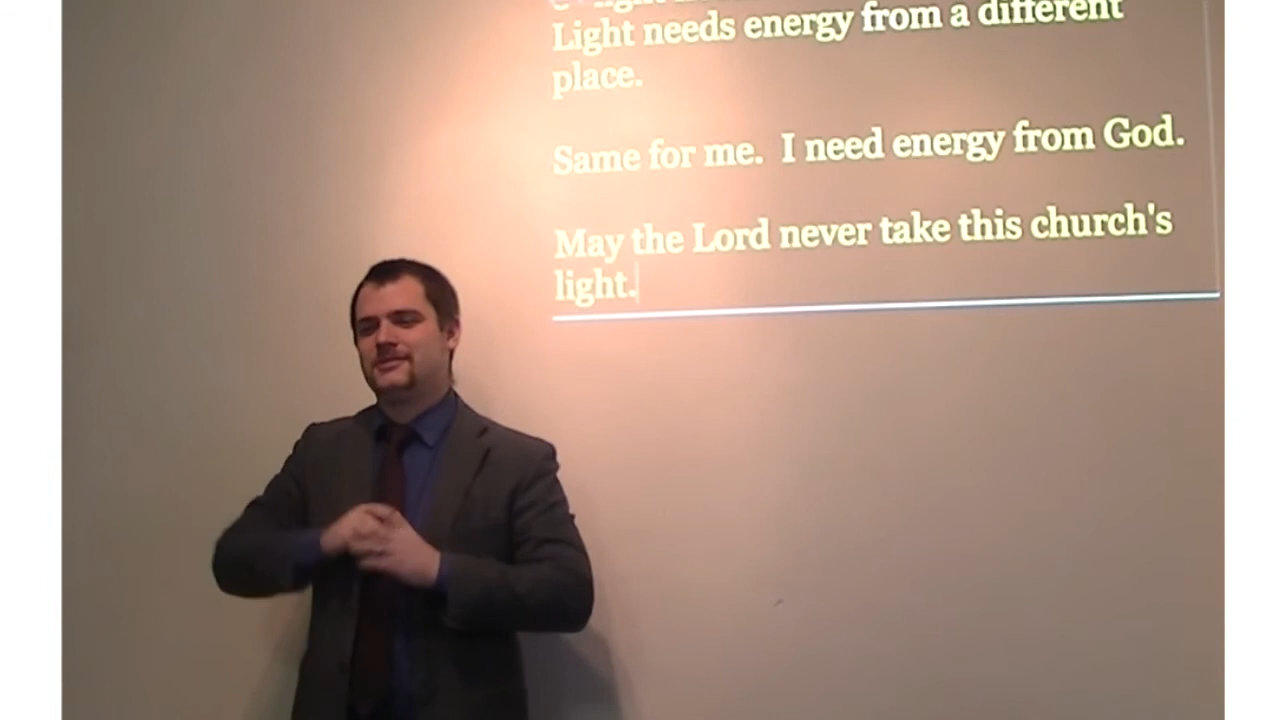 Light needs energy from a different
place.
Same for me. I need energy from God.
May the Lord never take this church's
light.